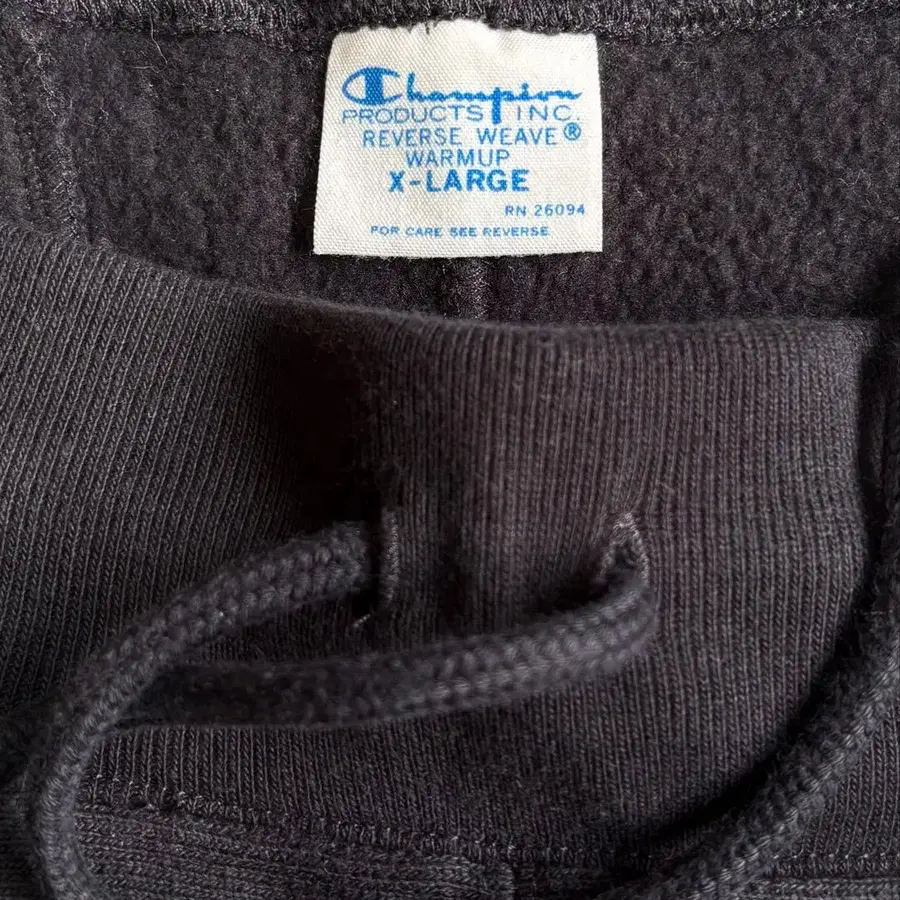 Champion
PRODUCTS INC.
REVERSE WEAVE®
WARMUP
X-LARGE
RN 26094
FOR CARE SEE REVERSE